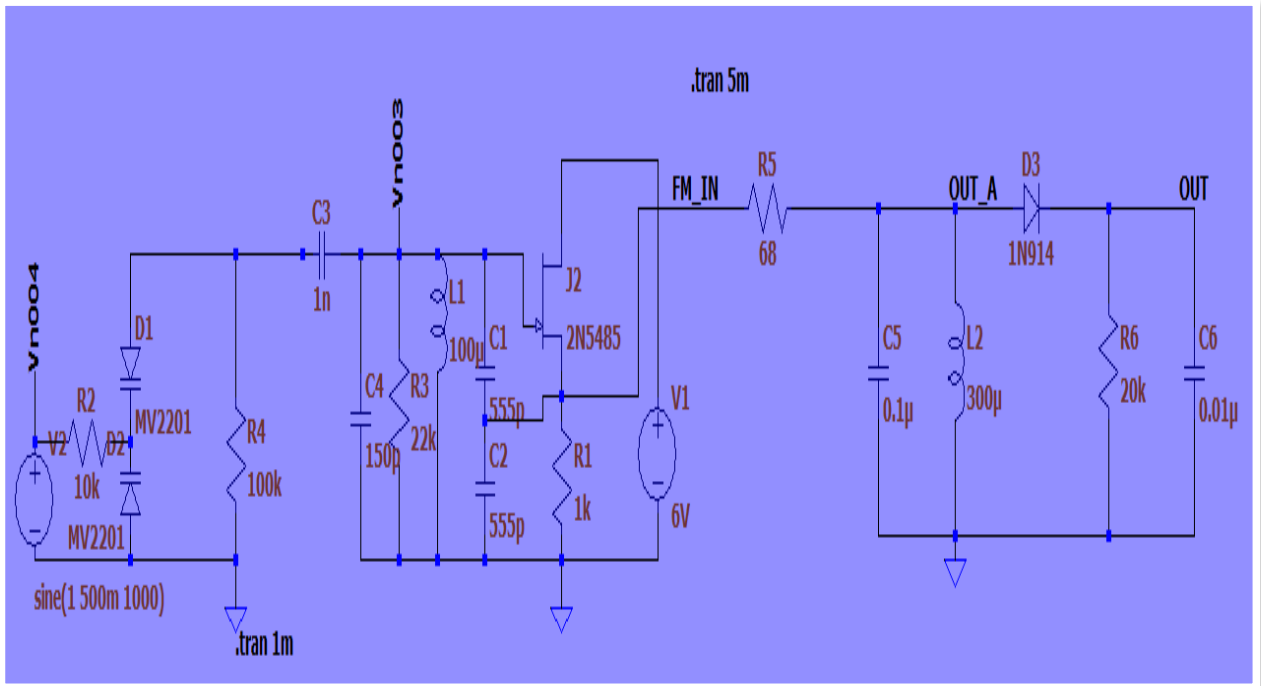 .tran 5m
Vn003
FM_IN
R5
68
OUT_A
D3
1N914
OUT
C3
1n
Vn004
D1
MV2201
R2
10k
V2
D2
MV2201
sine(1 500m 1000)
R4
100k
.tran 1m
C4
150p
R3
22k
L1
100µ
C1
555p
C2
555p
J2
2N5485
R1
1k
V1
6V
C5
0.1µ
L2
300µ
R6
20k
C6
0.01µ